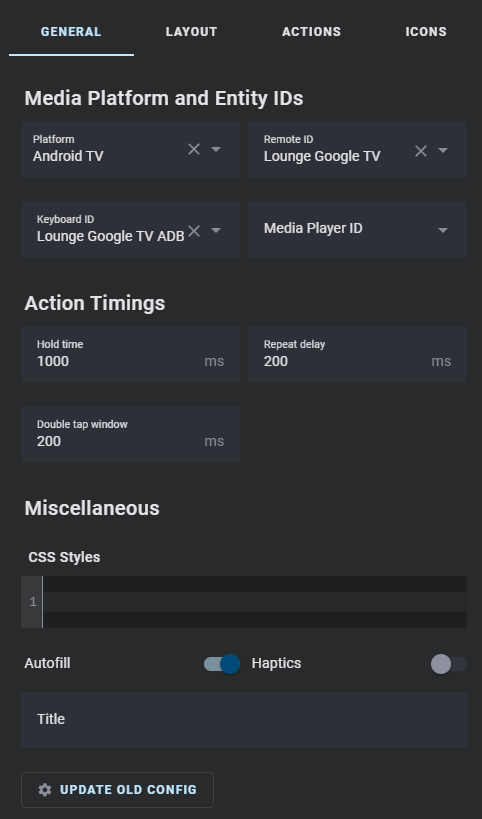 GENERAL LAYOUT ACTIONS ICONS
Media Platform and Entity IDs
Platform
Android TV
Remote ID
Lounge Google TV
Keyboard ID
Lounge Google TV ADB
Media Player ID
Action Timings
Hold time
1000 ms
Repeat delay
200 ms
Double tap window
200 ms
Miscellaneous
CSS Styles
1
Autofill
Haptics
Title
UPDATE OLD CONFIG